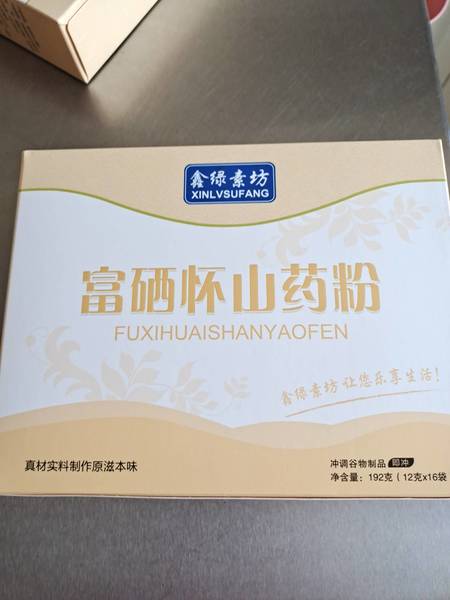 鑫绿素坊
XINLVSUFANG
富硒怀山药粉
FUXIHUAISHANYAOFEN
鑫绿素坊 让您乐享生活！
真材实料制作原滋本味
冲调谷物制品 即冲
净含量：192克（12克x16袋